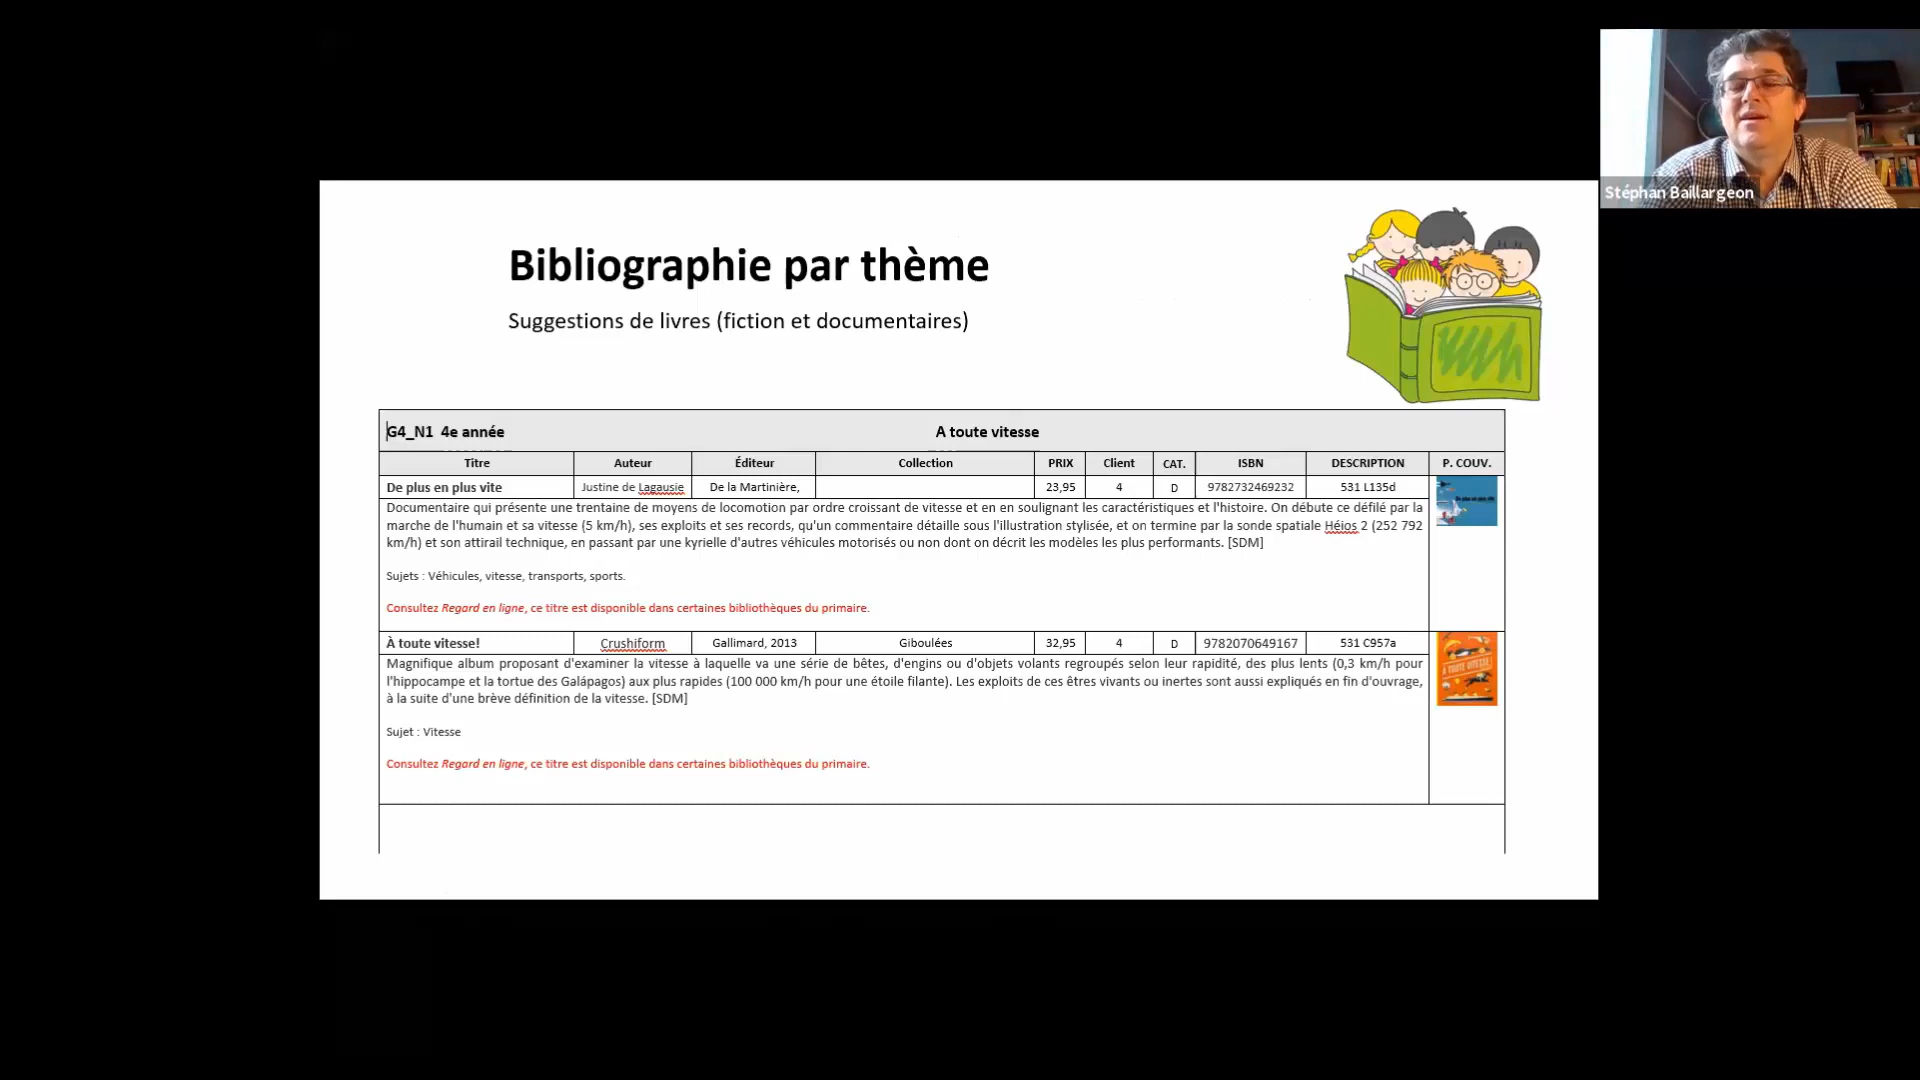 Stéphan Baillargeon
Bibliographie par thème
Suggestions de livres (fiction et documentaires)
G4_N1 4e année A toute vitesse
Titre Auteur Éditeur Collection PRIX Client CAT. ISBN DESCRIPTION P. COUV.
De plus en plus vite Justine de Lagausie De la Martinière, 23,95 4 D 9782732469232 531 L135d
Documentaire qui présente une trentaine de moyens de locomotion par ordre croissant de vitesse et en en soulignant les caractéristiques et l'histoire. On débute ce défilé par la
marche de l'humain et sa vitesse (5 km/h), ses exploits et ses records, qu'un commentaire détaille sous l'illustration stylisée, et on termine par la sonde spatiale Héios 2 (252 792
km/h) et son attirail technique, en passant par une kyrielle d'autres véhicules motorisés ou non dont on décrit les modèles les plus performants. [SDM]
Sujets : Véhicules, vitesse, transports, sports.
Consultez Regard en ligne, ce titre est disponible dans certaines bibliothèques du primaire.
À toute vitesse! Crushiform Gallimard, 2013 Giboulées 32,95 4 D 9782070649167 531 C957a
Magnifique album proposant d'examiner la vitesse à laquelle va une série de bêtes, d'engins ou d'objets volants regroupés selon leur rapidité, des plus lents (0,3 km/h pour
l'hippocampe et la tortue des Galápagos) aux plus rapides (100 000 km/h pour une étoile filante). Les exploits de ces êtres vivants ou inertes sont aussi expliqués en fin d'ouvrage,
à la suite d'une brève définition de la vitesse. [SDM]
A TOUTE VITESSE
Sujet : Vitesse
Consultez Regard en ligne, ce titre est disponible dans certaines bibliothèques du primaire.